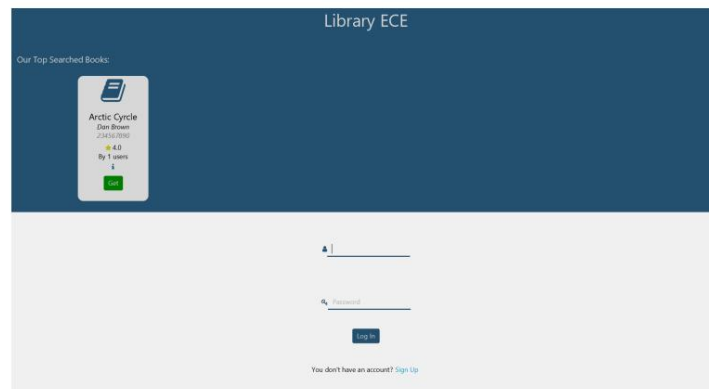 Library ECE
Our Top Searched Books:
Arctic Cyrcle
Dan Brown
234567890
4.0
By 1 users
i
Get
Password
Log In
You don't have an account? Sign Up